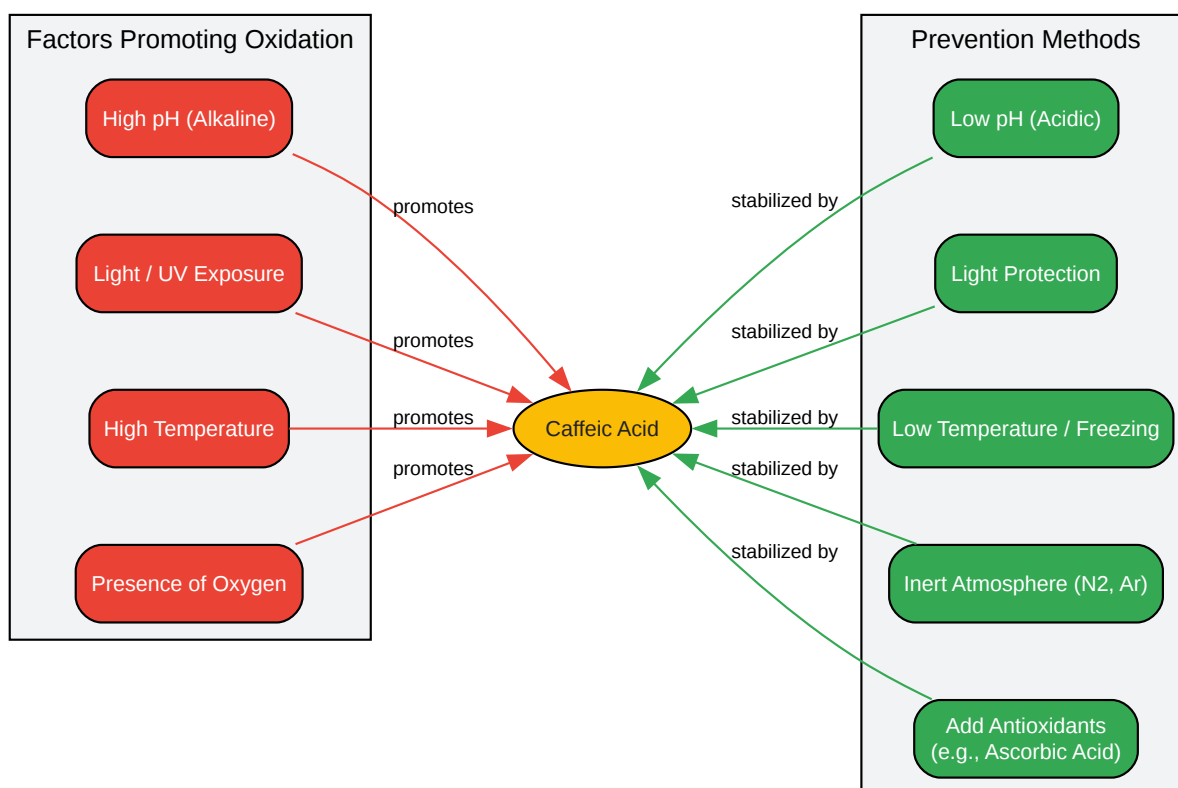 Factors Promoting Oxidation
High pH (Alkaline)
Light / UV Exposure
High Temperature
Presence of Oxygen
promotes
promotes
promotes
promotes
Caffeic Acid
stabilized by
stabilized by
stabilized by
stabilized by
stabilized by
Prevention Methods
Low pH (Acidic)
Light Protection
Low Temperature / Freezing
Inert Atmosphere (N2, Ar)
Add Antioxidants
(e.g., Ascorbic Acid)